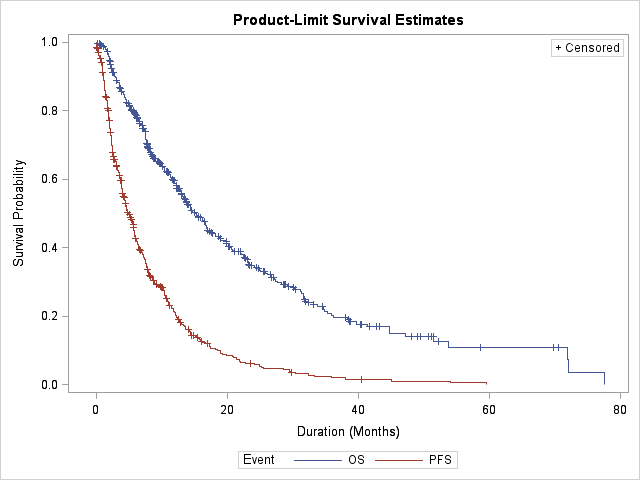 Product-Limit Survival Estimates
+ Censored
1.0
0.8
0.6
0.4
0.2
0.0
Survival Probability
0 20 40 60 80
Duration (Months)
Event OS PFS